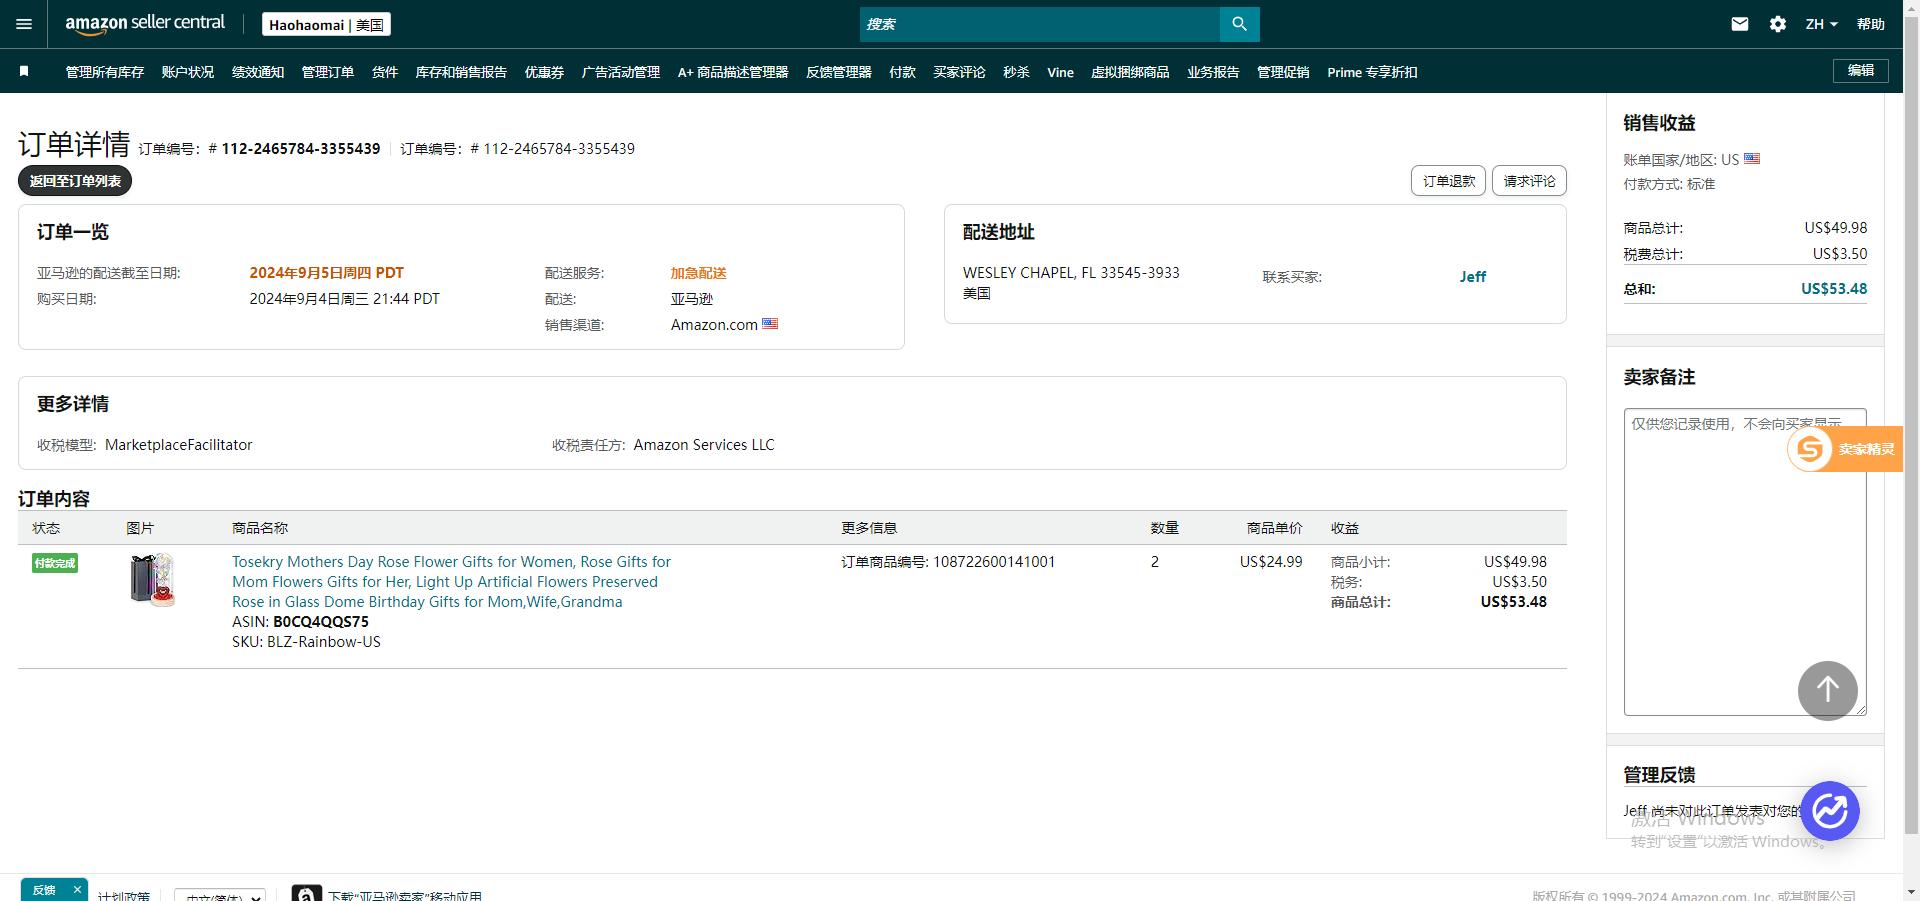 amazon seller central
Haohaomai | 美国
搜索
ZH
帮助
管理所有库存 账户状况 绩效通知 管理订单 货件 库存和销售报告 优惠券 广告活动管理 A+ 商品描述管理器 反馈管理器 付款 买家评论 秒杀 Vine 虚拟捆绑商品 业务报告 管理促销 Prime 专享折扣
编辑
订单详情 订单编号: # 112-2465784-3355439 订单编号: # 112-2465784-3355439
返回至订单列表
订单退款 请求评论
订单一览
亚马逊的配送截至日期: 2024年9月5日周四 PDT
购买日期: 2024年9月4日周三 21:44 PDT
配送服务: 加急配送
配送: 亚马逊
销售渠道: Amazon.com
配送地址
WESLEY CHAPEL, FL 33545-3933
美国
联系买家: Jeff
更多详情
收税模型: MarketplaceFacilitator
收税责任方: Amazon Services LLC
订单内容
状态 图片 商品名称 更多信息 数量 商品单价 收益
付款完成
Tosekry Mothers Day Rose Flower Gifts for Women, Rose Gifts for
Mom Flowers Gifts for Her, Light Up Artificial Flowers Preserved
Rose in Glass Dome Birthday Gifts for Mom,Wife,Grandma
ASIN: B0CQ4QQS75
SKU: BLZ-Rainbow-US
订单商品编号: 108722600141001
2
US$24.99
商品小计: US$49.98
税务: US$3.50
商品总计: US$53.48
销售收益
账单国家/地区: US
付款方式: 标准
商品总计: US$49.98
税费总计: US$3.50
总和: US$53.48
卖家备注
仅供您记录使用，不会向买家显示
卖家精灵
管理反馈
Jeff 尚未对此订单发表对您的
激活 Windows
转到"设置"以激活 Windows。
反馈 ×
计划政策
中文(简体)
下载"亚马逊卖家"移动应用
版权所有 © 1999-2024 Amazon.com, Inc. 或其附属公司